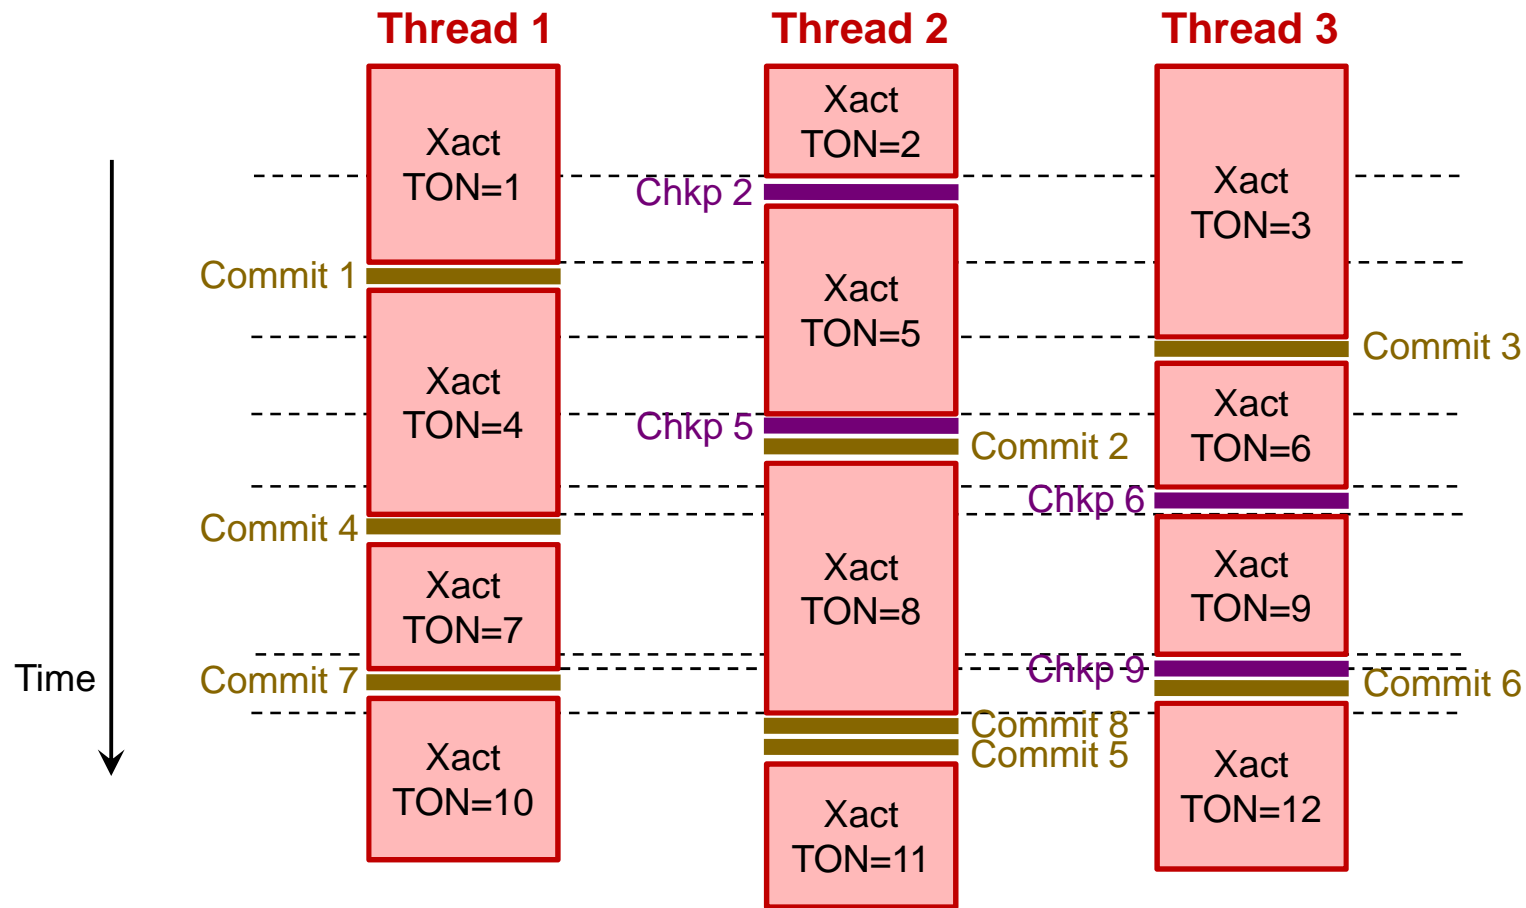 Thread 1
Thread 2
Thread 3
Xact
TON=1
Xact
TON=2
Xact
TON=3
Chkp 2
Commit 1
Xact
TON=5
Commit 3
Xact
TON=4
Chkp 5
Commit 2
Xact
TON=6
Chkp 6
Commit 4
Xact
TON=7
Xact
TON=8
Xact
TON=9
Time
Commit 7
Chkp 9
Commit 6
Commit 8
Commit 5
Xact
TON=10
Xact
TON=11
Xact
TON=12